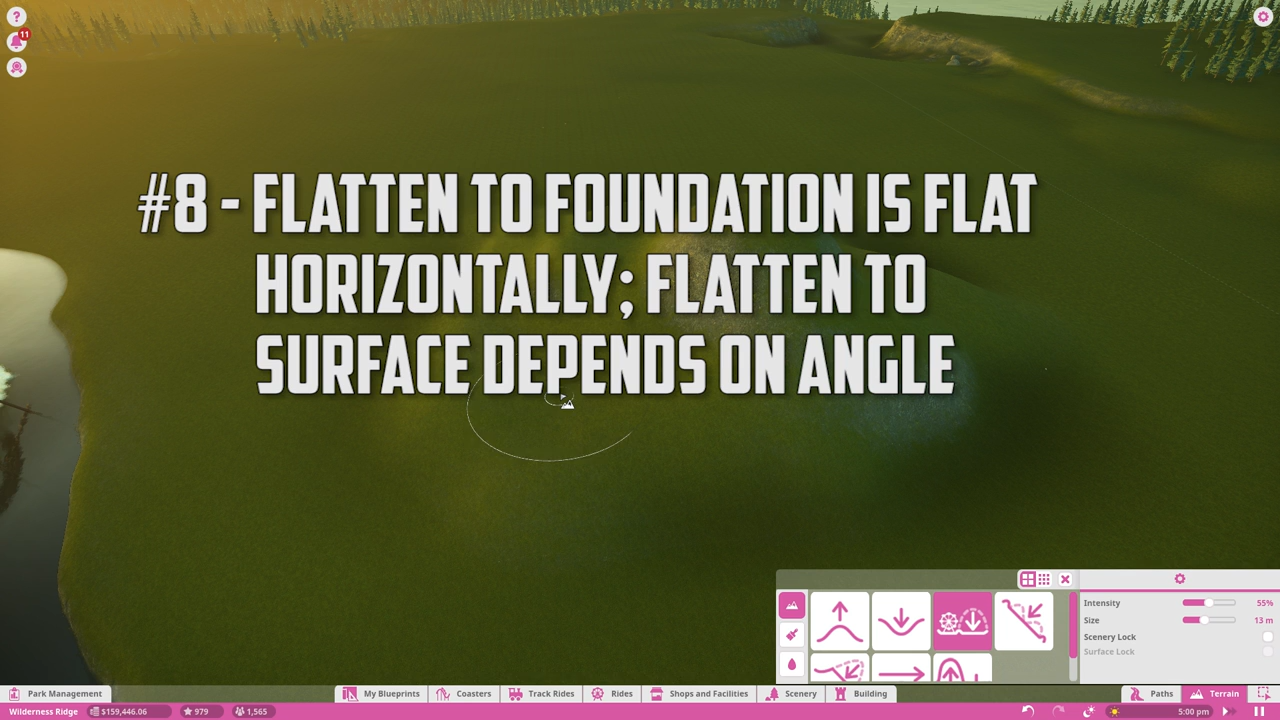 ?
11
#8 - FLATTEN TO FOUNDATION IS FLAT
HORIZONTALLY; FLATTEN TO
SURFACE DEPENDS ON ANGLE
Intensity 55%
Size 13 m
Scenery Lock
Surface Lock
Park Management My Blueprints Coasters Track Rides Rides Shops and Facilities Scenery Building Paths Terrain
Wilderness Ridge $159,446.06 979 1,565 5:00 pm